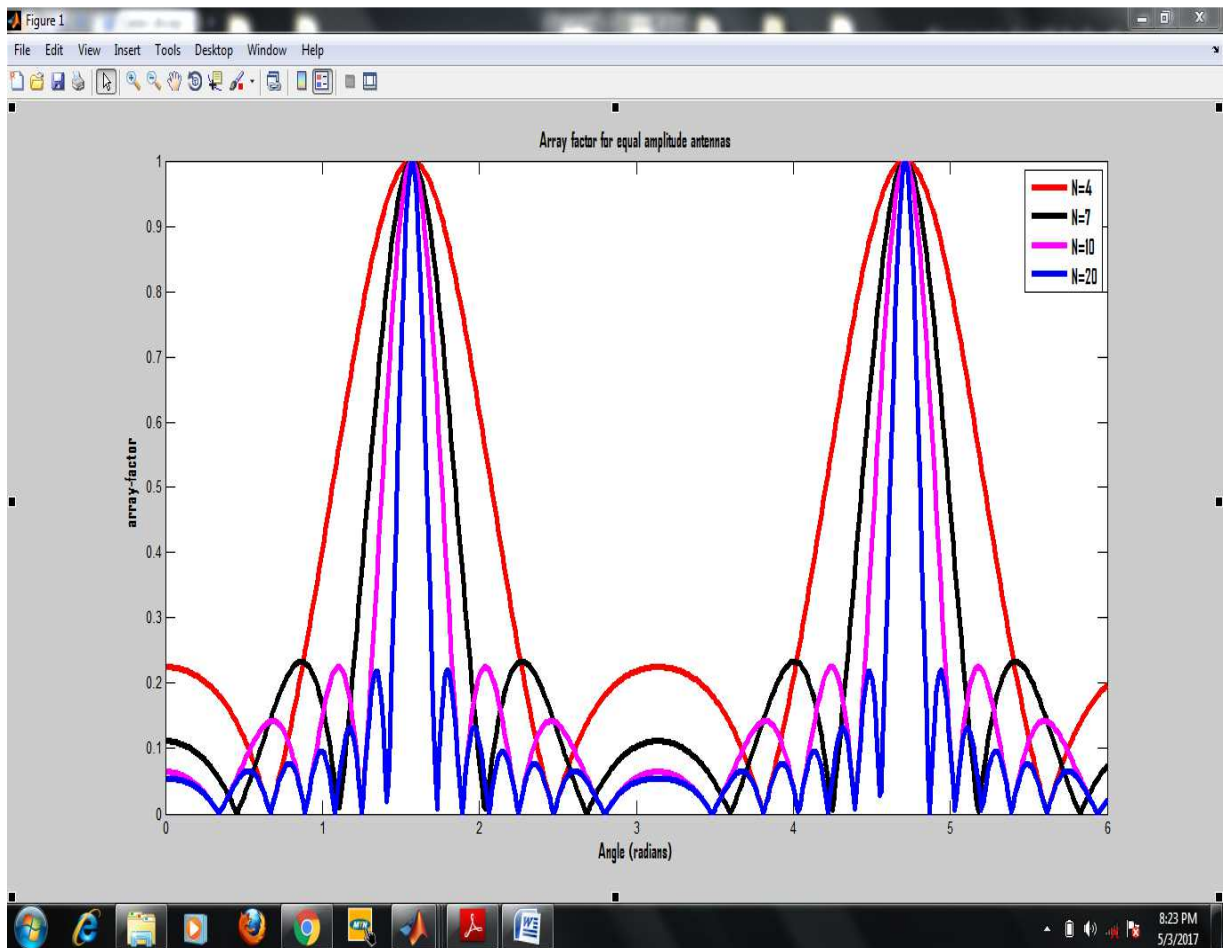 Figure 1
File Edit View Insert Tools Desktop Window Help
Array factor for equal amplitude antennas
1
0.9
0.8
0.7
0.6
0.5
0.4
0.3
0.2
0.1
0
array-factor
N=4
N=7
N=10
N=20
0 1 2 3 4 5 6
Angle (radians)
MTN
8:23 PM
5/3/2017